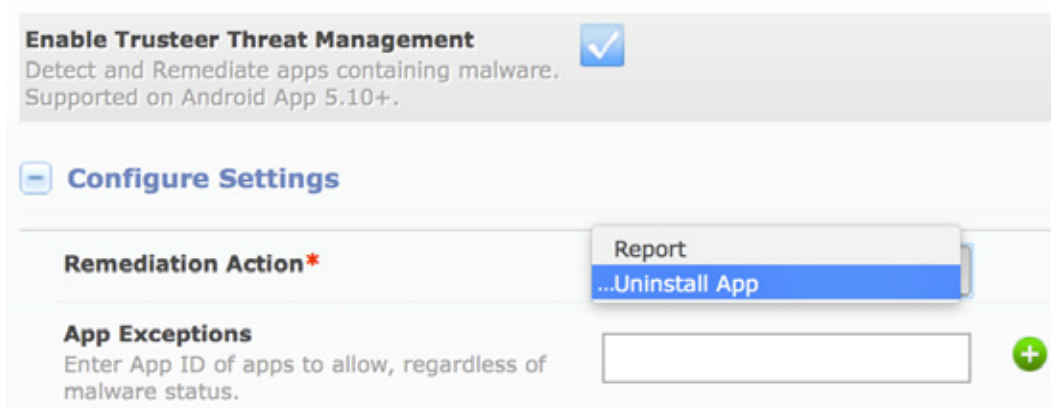 Enable Trusteer Threat Management
Detect and Remediate apps containing malware.
Supported on Android App 5.10+.
Configure Settings
Remediation Action*
Report
...Uninstall App
App Exceptions
Enter App ID of apps to allow, regardless of
malware status.